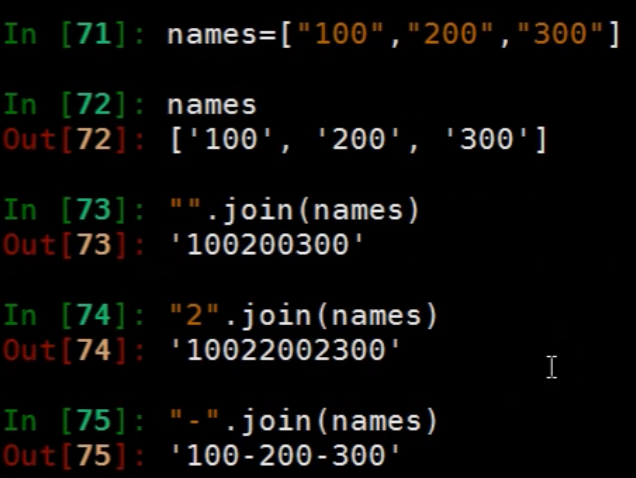 In [71]: names=["100","200","300"]
In [72]: names
Out[72]: ['100', '200', '300']
In [73]: "".join(names)
Out[73]: '100200300'
In [74]: "2".join(names)
Out[74]: '10022002300'
In [75]: "-".join(names)
Out[75]: '100-200-300'